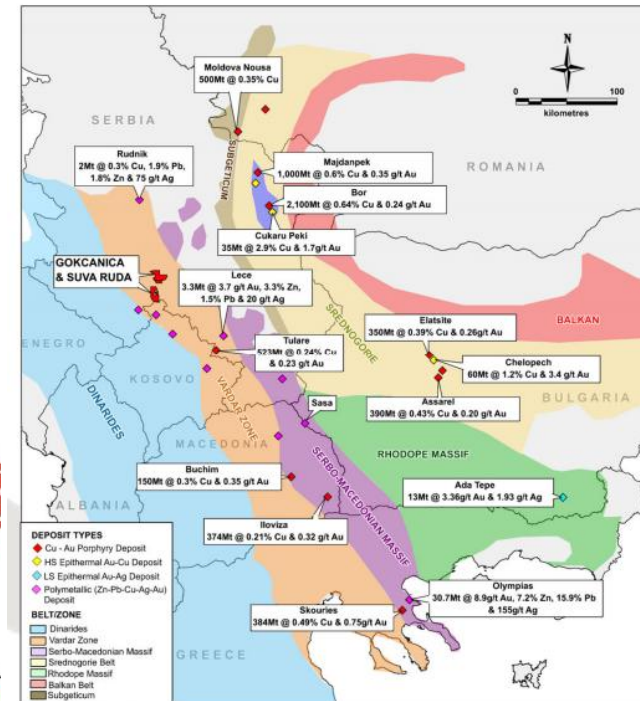 Moldova Nousa
500Mt @ 0.35% Cu
N
0 100
kilometres
SERBIA
SUBGETICUM
Rudnik
2Mt @ 0.3% Cu, 1.9% Pb,
1.8% Zn & 75 g/t Ag
Majdanpek
1,000Mt @ 0.6% Cu & 0.35 g/t Au
ROMANIA
Bor
2,100Mt @ 0.64% Cu & 0.24 g/t Au
Cukaru Peki
35Mt @ 2.9% Cu & 1.7g/t Au
GOKCANICA
& SUVA RUDA
Lece
3.3Mt @ 3.7 g/t Au, 3.3% Zn,
1.5% Pb & 20 g/t Ag
SREDNOGORIE
BALKAN
Elatsite
350Mt @ 0.39% Cu & 0.26g/t Au
ENEGRO
Tulare
523Mt @ 0.24% Cu
& 0.23 g/t Au
Chelopech
60Mt @ 1.2% Cu & 3.4 g/t Au
KOSOVO
Assarel
390Mt @ 0.43% Cu & 0.20 g/t Au
BULGARIA
DINARIDES
VARDAR ZONE
Sasa
MACEDONIA
SERBO-MACEDONIAN MASSIF
RHODOPE MASSIF
Buchim
150Mt @ 0.3% Cu & 0.35 g/t Au
Ada Tepe
13Mt @ 3.36g/t Au & 1.93 g/t Ag
ALBANIA
Iloviza
374Mt @ 0.21% Cu & 0.32 g/t Au
DEPOSIT TYPES
Cu - Au Porphyry Deposit
HS Epithermal Au-Cu Deposit
LS Epithermal Au-Ag Deposit
Polymetallic (Zn-Pb-Cu-Ag-Au)
Deposit
Olympias
30.7Mt @ 8.9g/t Au, 7.2% Zn, 15.9% Pb
& 155g/t Ag
Skouries
384Mt @ 0.49% Cu & 0.75g/t Au
GREECE
BELT/ZONE
Dinarides
Vardar Zone
Serbo-Macedonian Massif
Srednogorie Belt
Rhodope Massif
Balkan Belt
Subgeticum